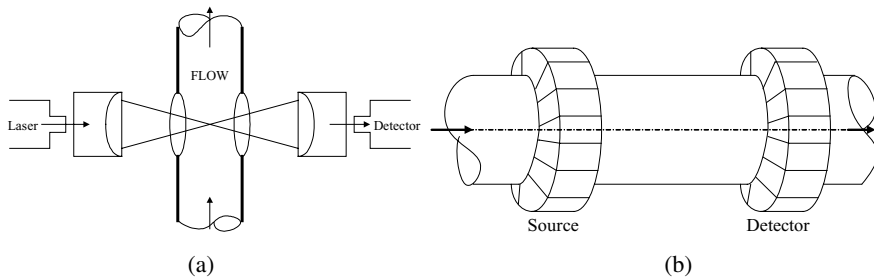 FLOW
Laser
Detector
Source
Detector
(a)
(b)